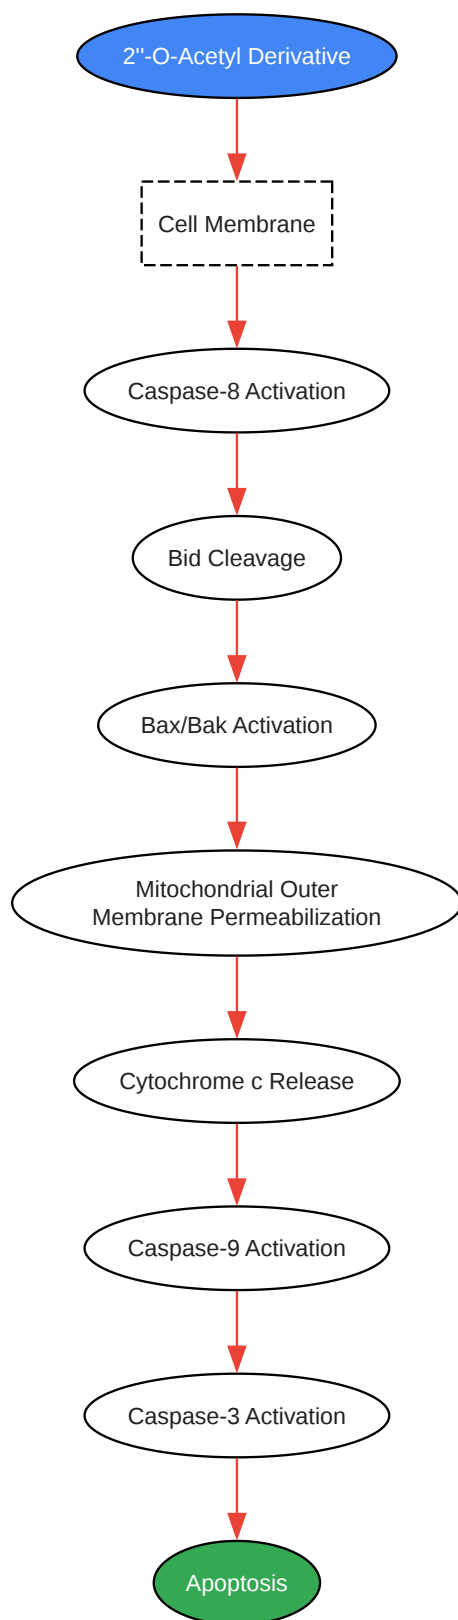 2''-O-Acetyl Derivative
Cell Membrane
Caspase-8 Activation
Bid Cleavage
Bax/Bak Activation
Mitochondrial Outer
Membrane Permeabilization
Cytochrome c Release
Caspase-9 Activation
Caspase-3 Activation
Apoptosis